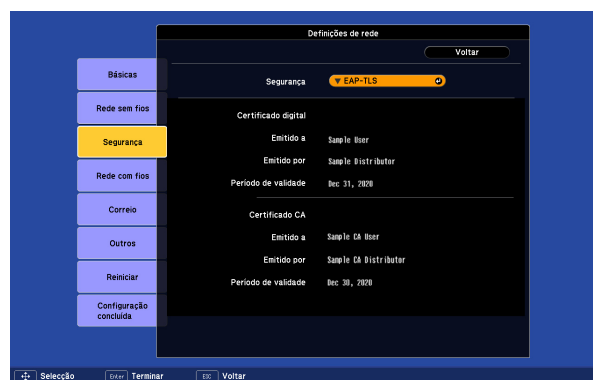 Definições de rede
Voltar
Básicas
Rede sem fios
Segurança
Rede com fios
Correio
Outros
Reiniciar
Configuração
concluída
Segurança
EAP-TLS
Certificado digital
Emitido a Sample User
Emitido por Sample Distributor
Período de validade Dec 31, 2020
Certificado CA
Emitido a Sample CA User
Emitido por Sample CA Distributor
Período de validade Dec 30, 2020
Selecção Enter Terminar ESC Voltar